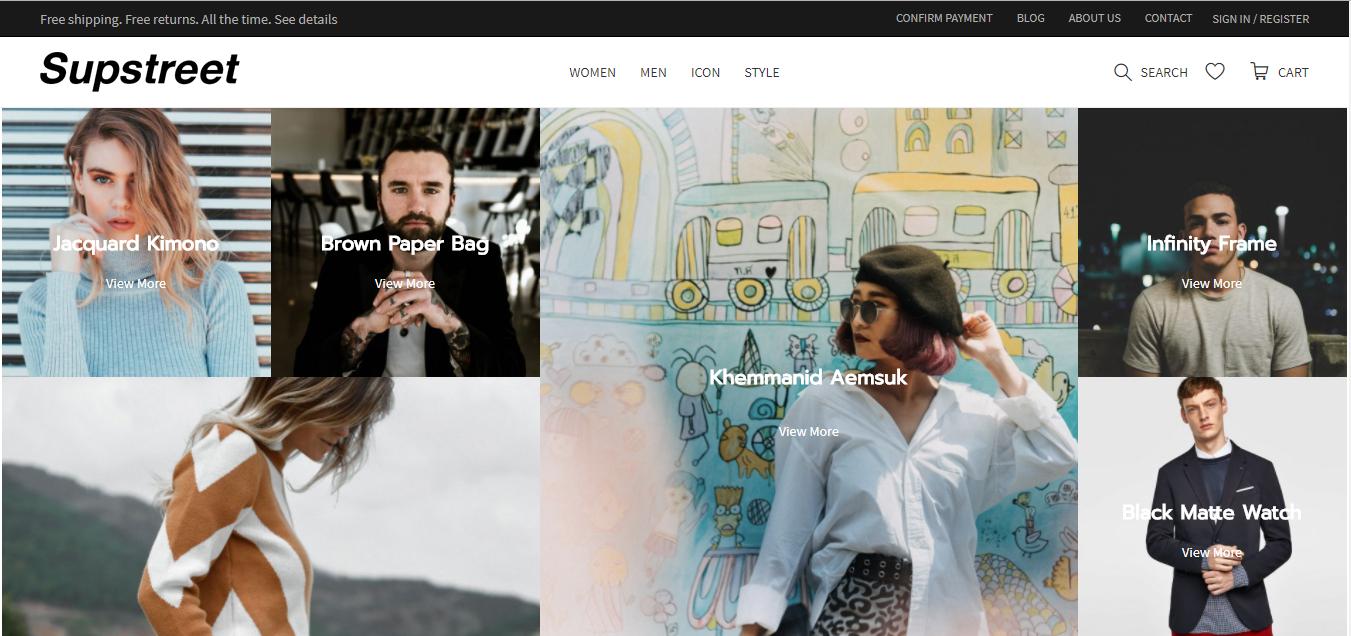 Free shipping. Free returns. All the time. See details
CONFIRM PAYMENT BLOG ABOUT US CONTACT SIGN IN / REGISTER
Supstreet
WOMEN MEN ICON STYLE
SEARCH CART
Jacquard Kimono
View More
Brown Paper Bag
View More
Khemmanid Aemsuk
View More
Infinity Frame
View More
Black Matte Watch
View More